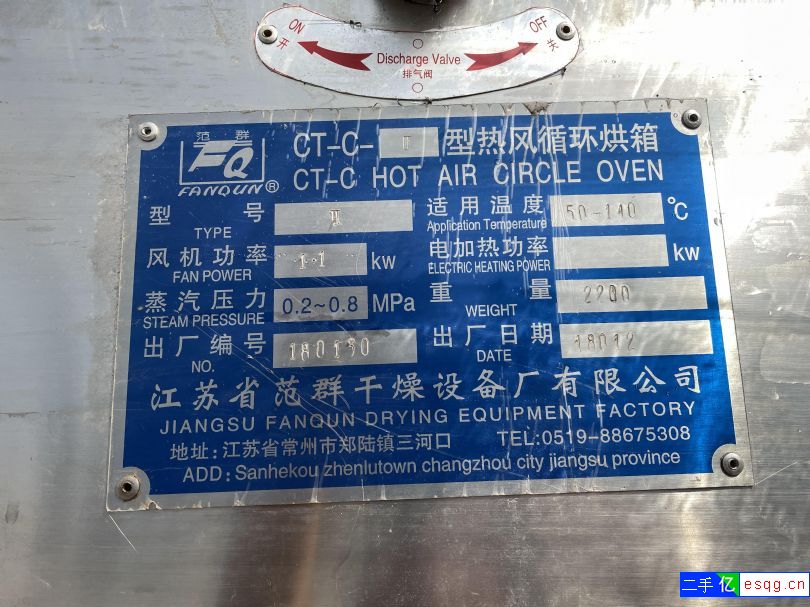 ON OFF
开 Discharge Valve 关
排气阀
范群
FQ CT-C-Ⅱ 型热风循环烘箱
FANQUN® CT-C HOT AIR CIRCLE OVEN
型号 Ⅱ 适用温度 50-140 ℃
TYPE Application Temperature
风机功率 1.1 kw 电加热功率 kw
FAN POWER ELECTRIC HEATING POWER
蒸汽压力 0.2~0.8 MPa 重量 2200
STEAM PRESSURE WEIGHT
出厂编号 180130 出厂日期 18012
NO. DATE
江苏省范群干燥设备厂有限公司
JIANGSU FANQUN DRYING EQUIPMENT FACTORY
地址:江苏省常州市郑陆镇三河口 TEL:0519-88675308
ADD:Sanhekou zhenlutown changzhou city jiangsu province
二手亿 esqg.cn